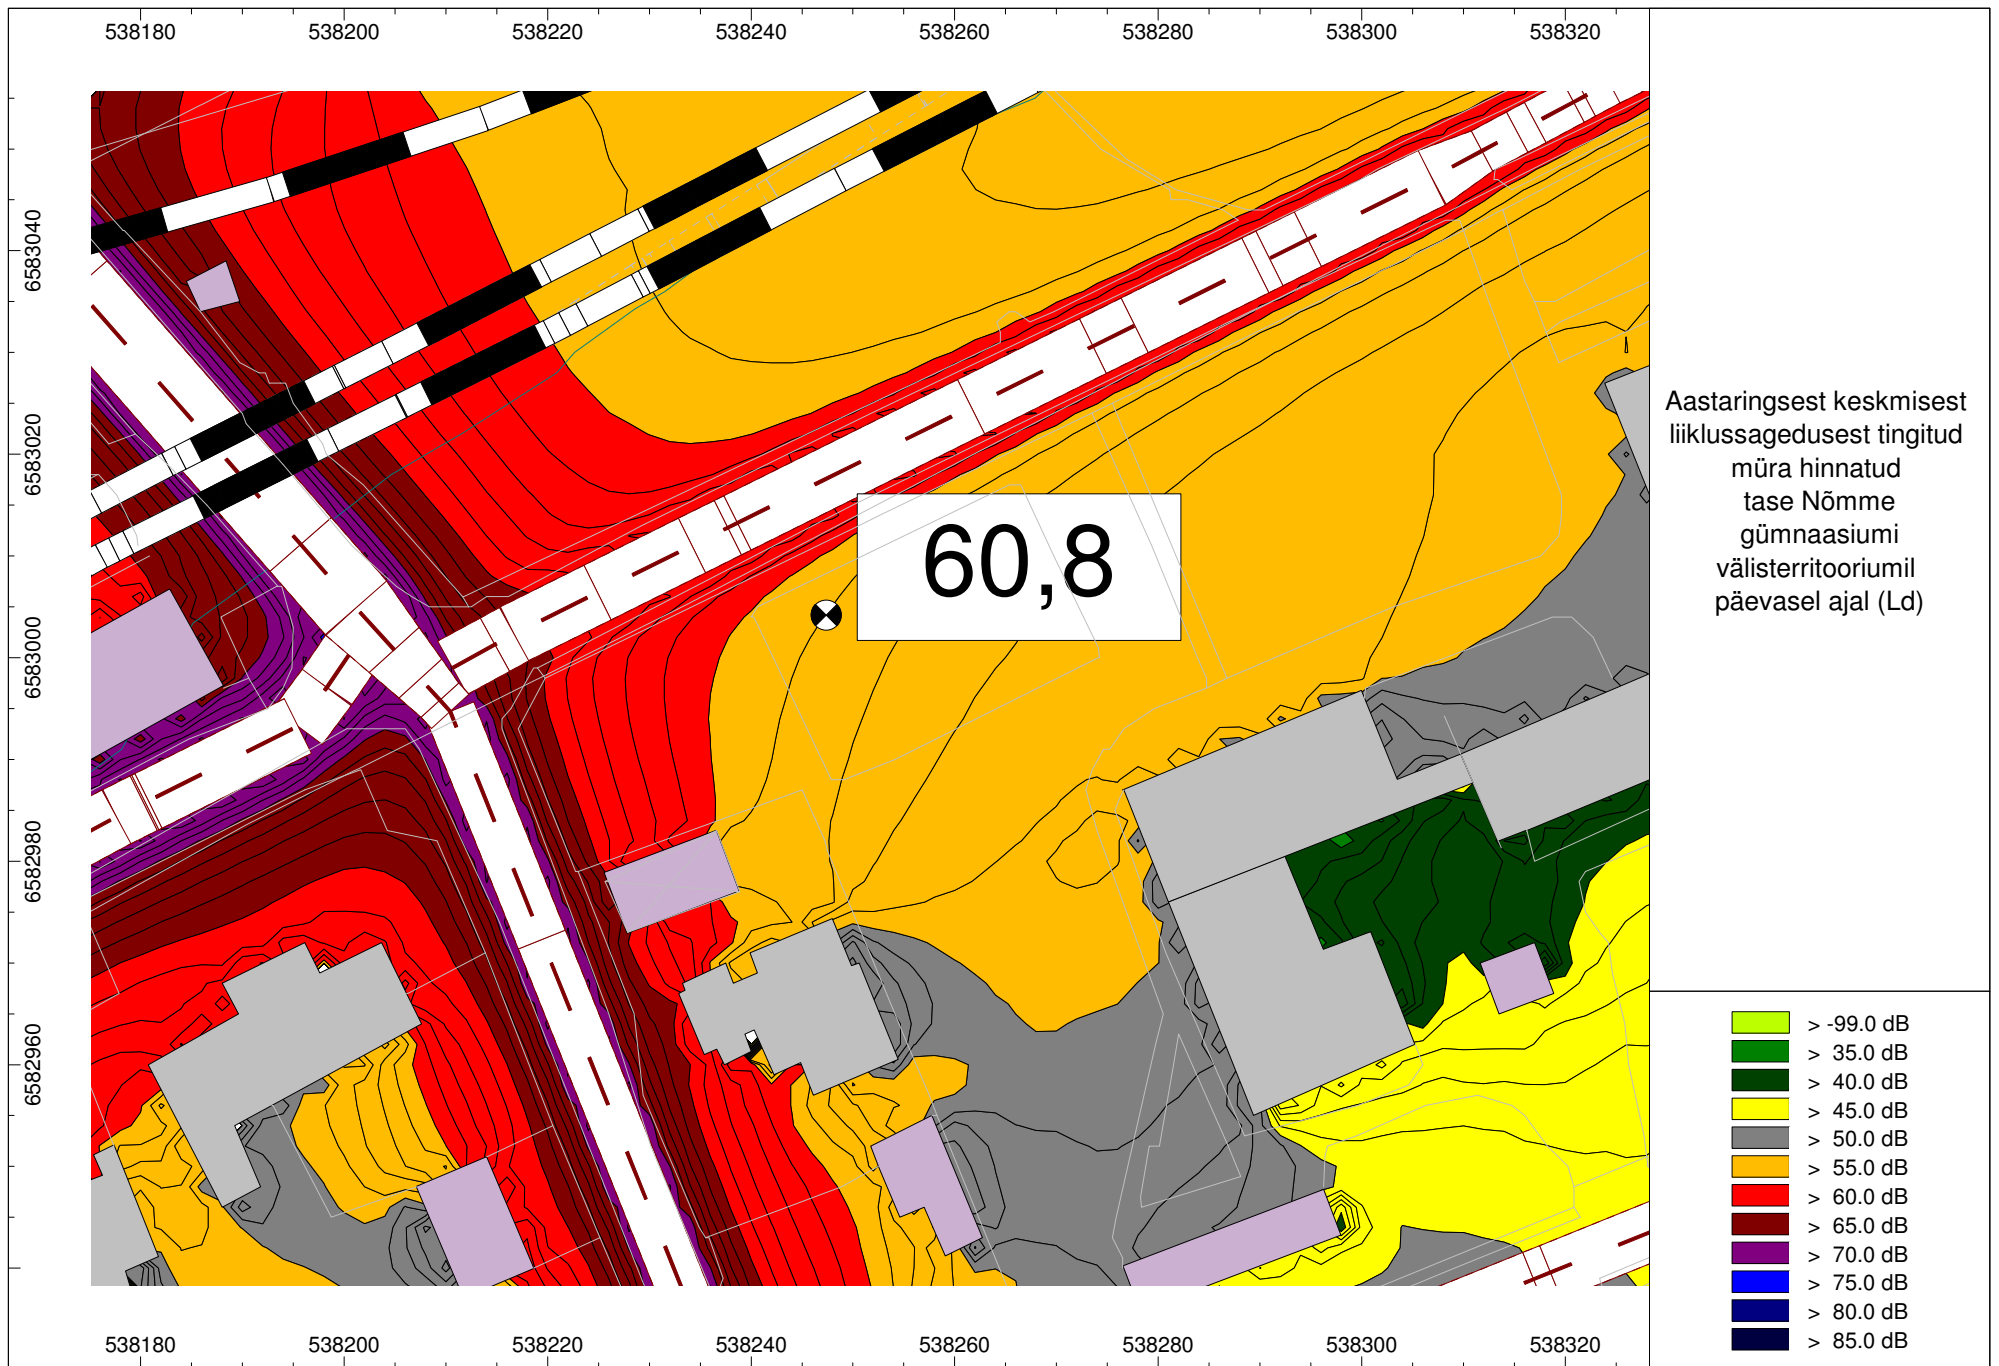 538180 538200 538220 538240 538260 538280 538300 538320
6583040
6583020
6583000
6582980
6582960
60,8
538180 538200 538220 538240 538260 538280 538300 538320
Aastaringsest keskmisest
liiklussagedusest tingitud
müra hinnatud
tase Nõmme
gümnaasiumi
välisterritooriumil
päevasel ajal (Ld)
> -99.0 dB
> 35.0 dB
> 40.0 dB
> 45.0 dB
> 50.0 dB
> 55.0 dB
> 60.0 dB
> 65.0 dB
> 70.0 dB
> 75.0 dB
> 80.0 dB
> 85.0 dB